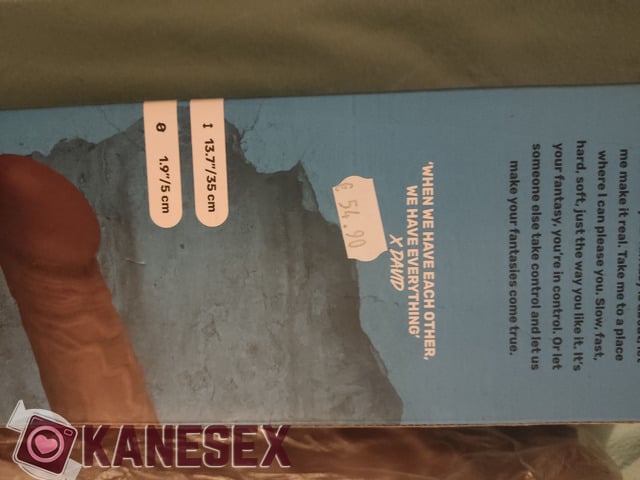 me make it real. Take me to a place
where I can please you. Slow, fast,
hard, soft, just the way you like it. It's
your fantasy, you're in control. Or let
someone else take control and let us
make your fantasies come true.
'WHEN WE HAVE EACH OTHER,
WE HAVE EVERYTHING'
X DAVID
54.90
↕ 13.7"/35 cm
1.9"/5 cm
KANESEX